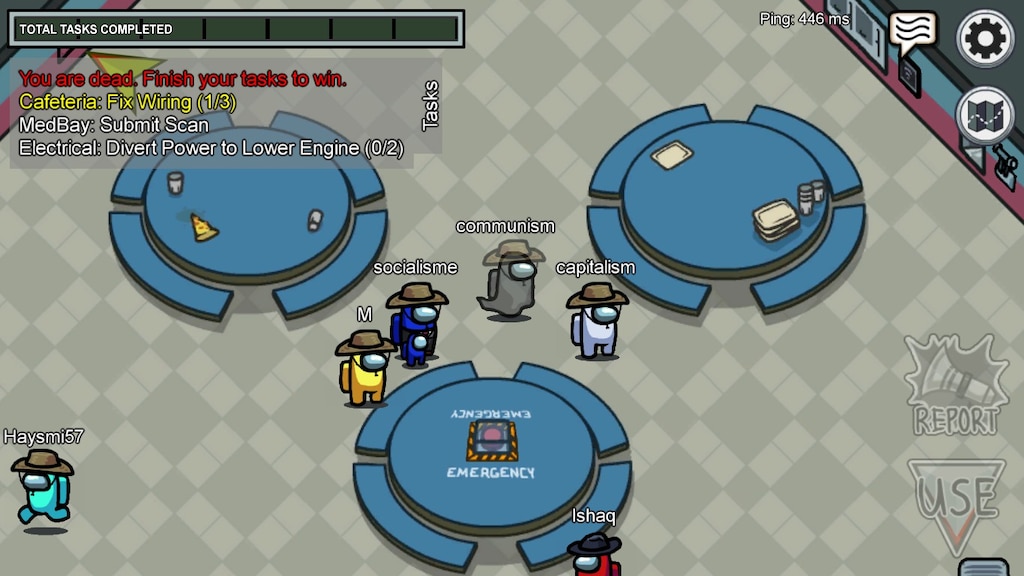 TOTAL TASKS COMPLETED
Ping: 446 ms
You are dead. Finish your tasks to win.
Cafeteria: Fix Wiring (1/3)
MedBay: Submit Scan
Electrical: Divert Power to Lower Engine (0/2)
Tasks
communism
socialisme
capitalism
M
EMERGENCY
EMERGENCY
Haysmi57
Ishaq
REPORT
USE